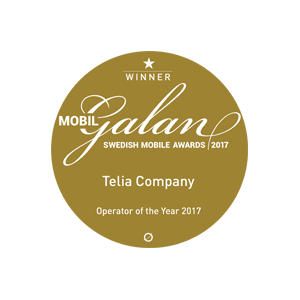 WINNER
MOBIL Galan
SWEDISH MOBILE AWARDS | 2017
Telia Company
Operator of the Year 2017